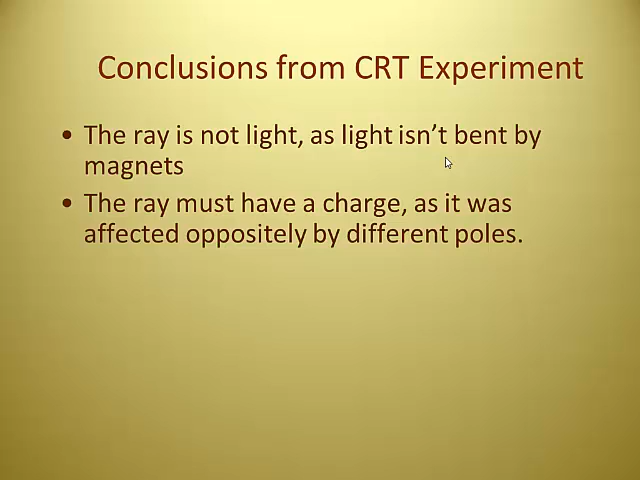 Conclusions from CRT Experiment
• The ray is not light, as light isn't bent by
magnets
• The ray must have a charge, as it was
affected oppositely by different poles.